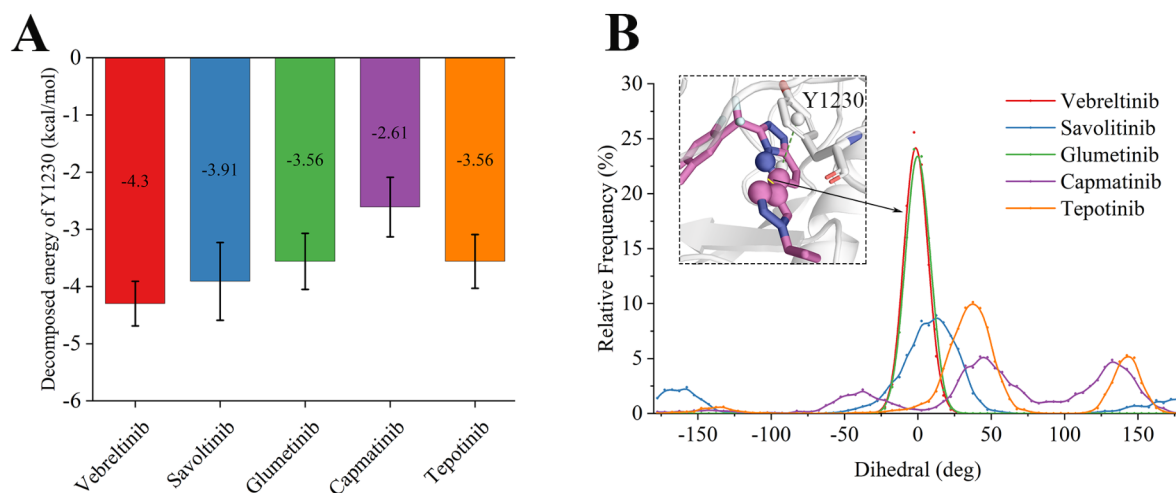 A
Decomposed energy of Y1230 (kcal/mol)
0
-1
-2
-3
-4
-5
-6
-4.3
-3.91
-3.56
-2.61
-3.56
Vebreltinib
Savoltinib
Glumetinib
Capmatinib
Tepotinib
B
Relative Frequency (%)
30
25
20
15
10
5
0
Y1230
Vebreltinib
Savolitinib
Glumetinib
Capmatinib
Tepotinib
-150
-100
-50
0
50
100
150
Dihedral (deg)